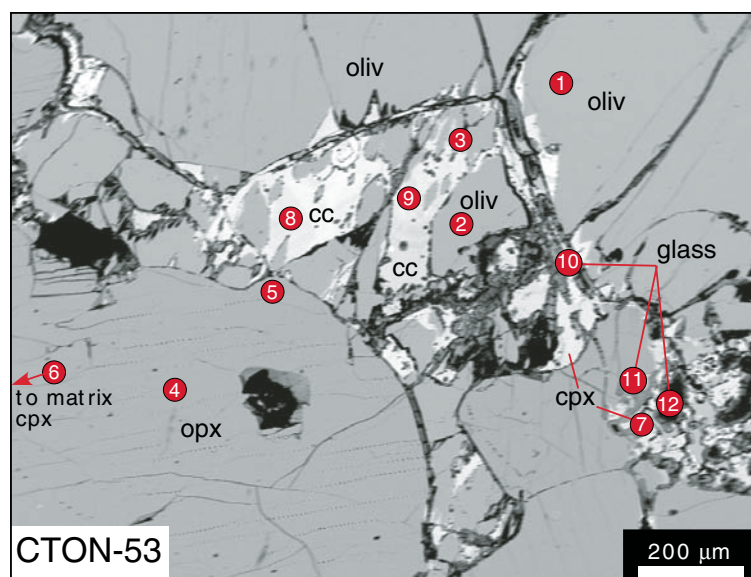 oliv
1
oliv
3
9
8
cc
oliv
2
glass
10
cc
5
6
to matrix
cpx
4
opx
11
cpx
12
7
CTON-53
200 µm